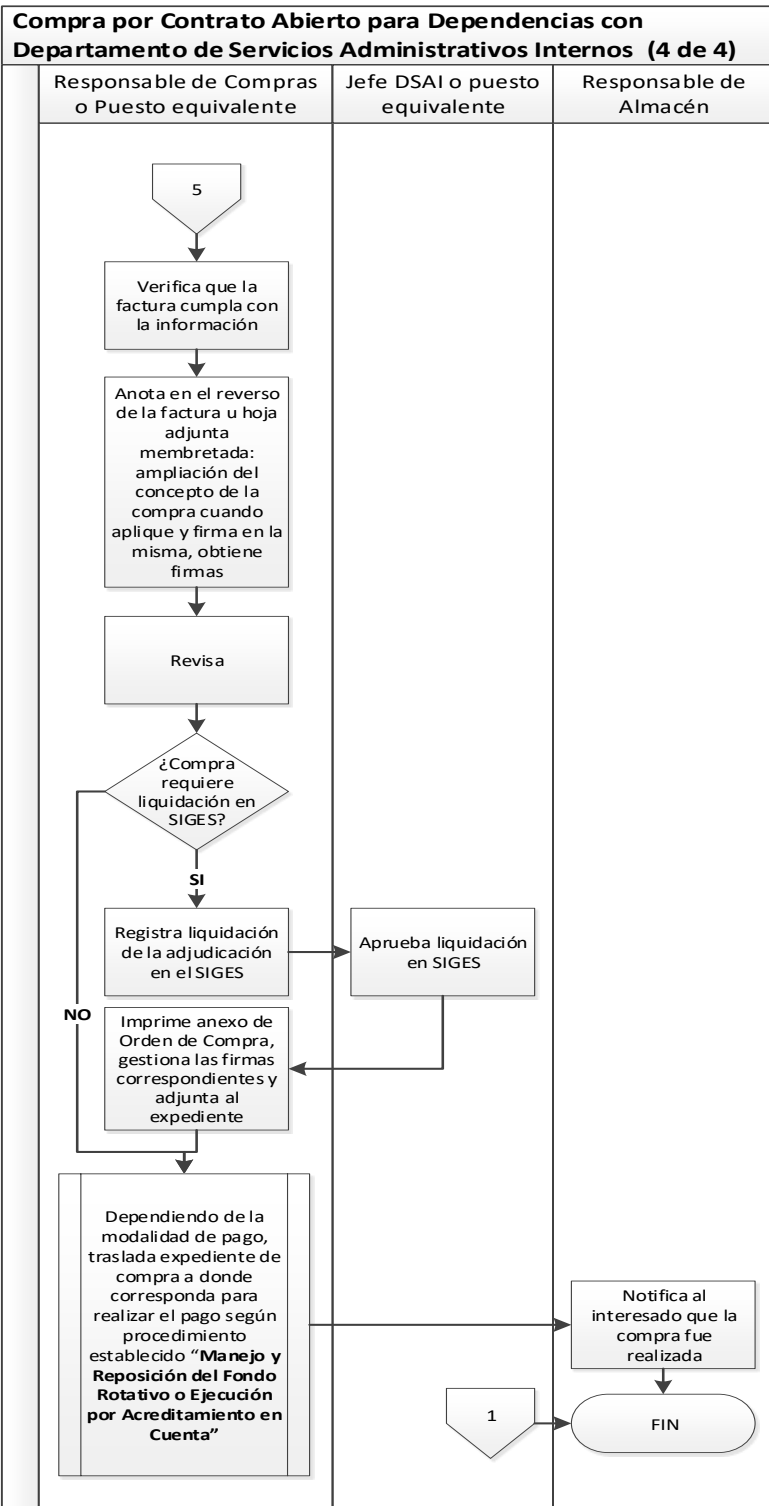 Compra por Contrato Abierto para Dependencias con
Departamento de Servicios Administrativos Internos (4 de 4)
Responsable de Compras
o Puesto equivalente
Jefe DSAI o puesto
equivalente
Responsable de
Almacén
5
Verifica que la
factura cumpla con
la información
Anota en el reverso
de la factura u hoja
adjunta
membretada:
ampliación del
concepto de la
compra cuando
aplique y firma en la
misma, obtiene
firmas
Revisa
¿Compra
requiere
liquidación en
SIGES?
SI
Registra liquidación
de la adjudicación
en el SIGES
Aprueba liquidación
en SIGES
NO
Imprime anexo de
Orden de Compra,
gestiona las firmas
correspondientes y
adjunta al
expediente
Dependiendo de la
modalidad de pago,
traslada expediente de
compra a donde
corresponda para
realizar el pago según
procedimiento
establecido “Manejo y
Reposición del Fondo
Rotativo o Ejecución
por Acreditamiento en
Cuenta”
Notifica al
interesado que la
compra fue
realizada
1
FIN